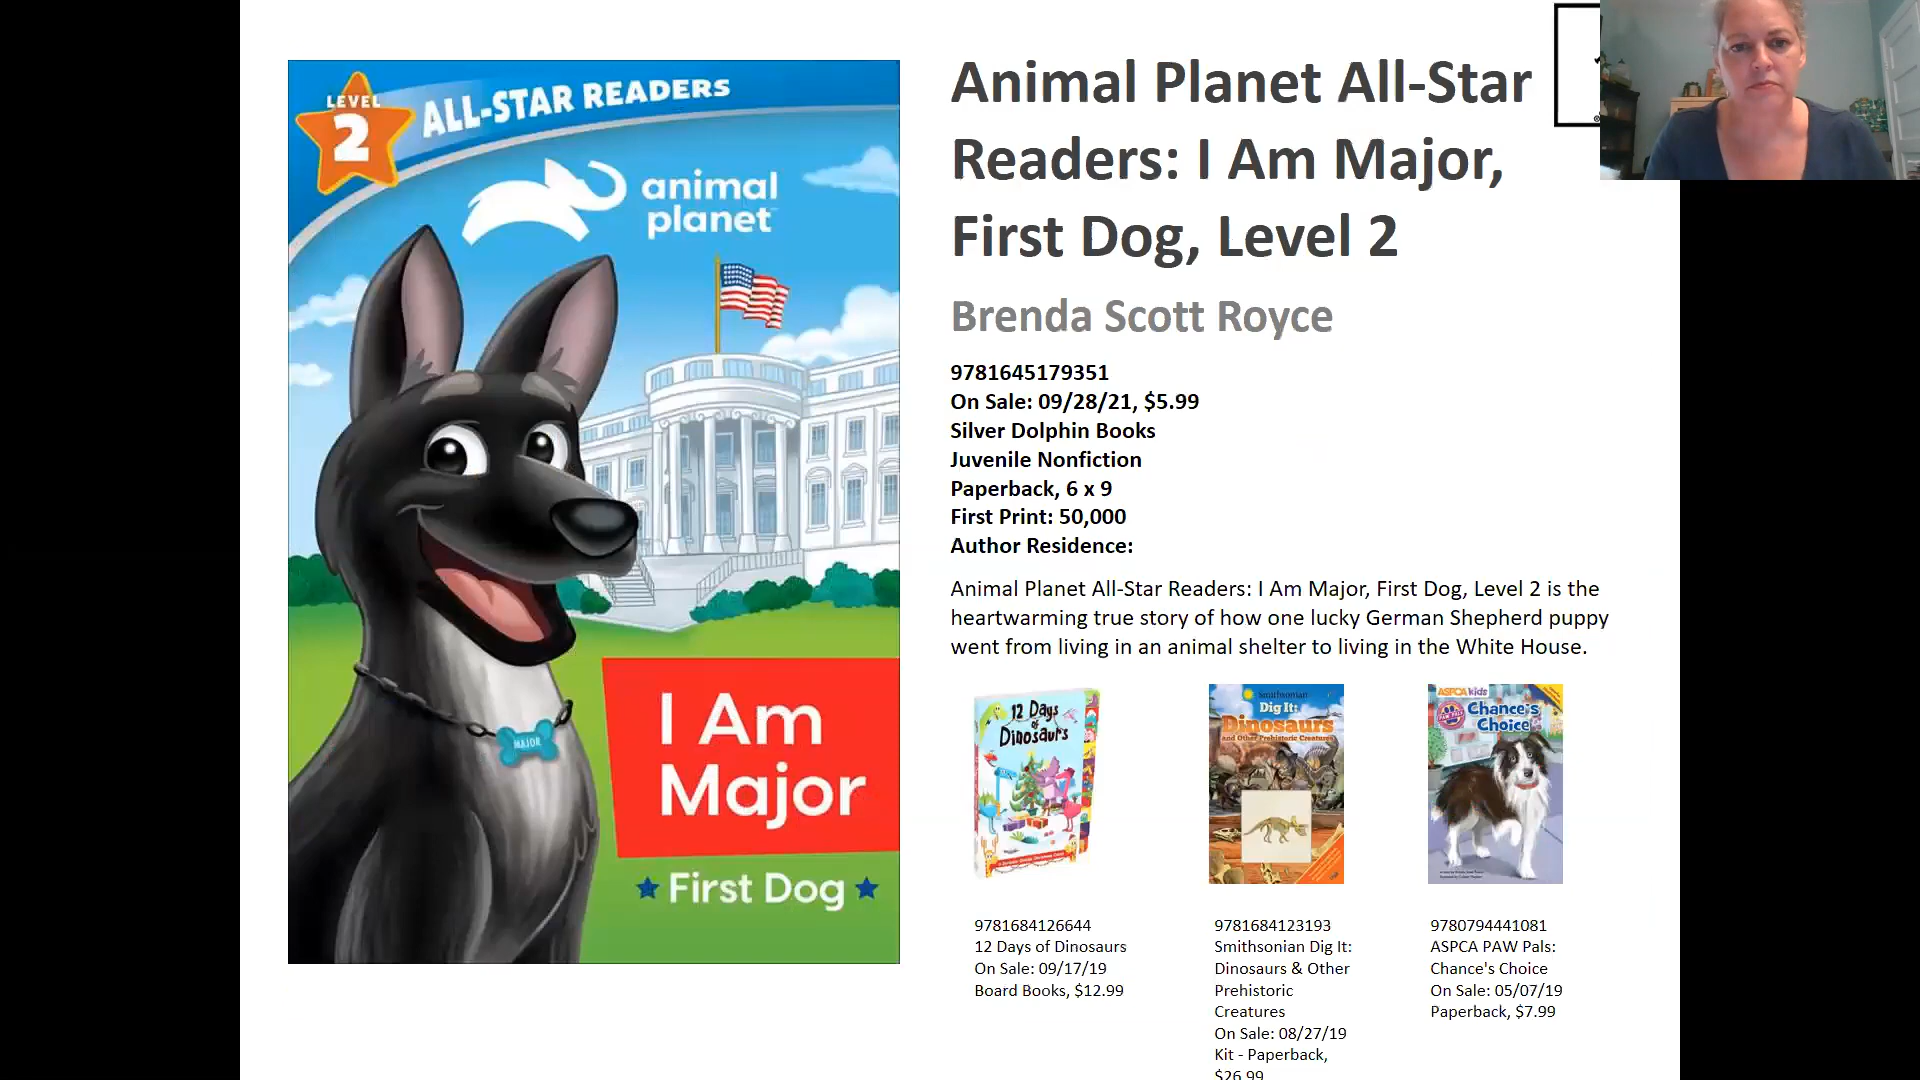 LEVEL
2
ALL-STAR READERS
animal
planet
MAJOR
I Am
Major
First Dog
Animal Planet All-Star
Readers: I Am Major,
First Dog, Level 2
Brenda Scott Royce
9781645179351
On Sale: 09/28/21, $5.99
Silver Dolphin Books
Juvenile Nonfiction
Paperback, 6 x 9
First Print: 50,000
Author Residence:
Animal Planet All-Star Readers: I Am Major, First Dog, Level 2 is the
heartwarming true story of how one lucky German Shepherd puppy
went from living in an animal shelter to living in the White House.
12 Days
of
Dinosaurs
Smithsonian
Dig It:
Dinosaurs
and Other Prehistoric Creatures
ASPCA kids
Chance's
Choice
9781684126644
12 Days of Dinosaurs
On Sale: 09/17/19
Board Books, $12.99
9781684123193
Smithsonian Dig It:
Dinosaurs & Other
Prehistoric
Creatures
On Sale: 08/27/19
Kit - Paperback,
$26.99
9780794441081
ASPCA PAW Pals:
Chance's Choice
On Sale: 05/07/19
Paperback, $7.99